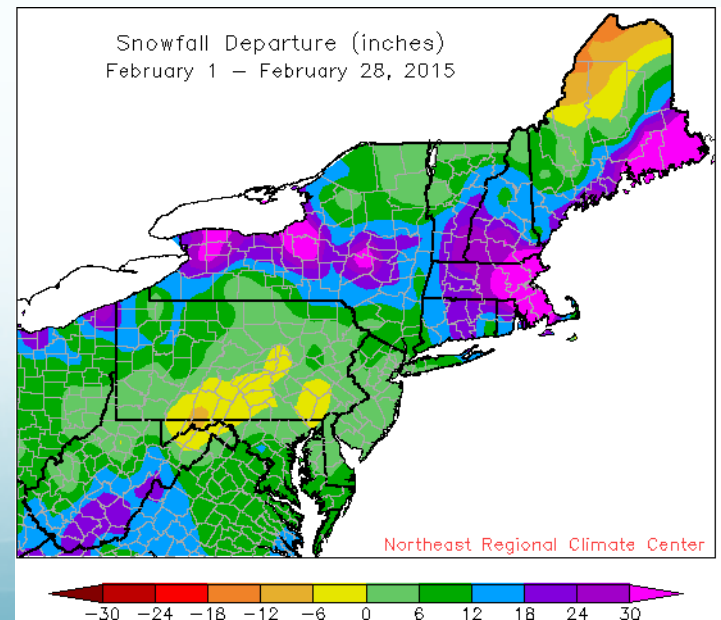 Snowfall Departure (inches)
February 1 – February 28, 2015
Northeast Regional Climate Center
-30 -24 -18 -12 -6 0 6 12 18 24 30